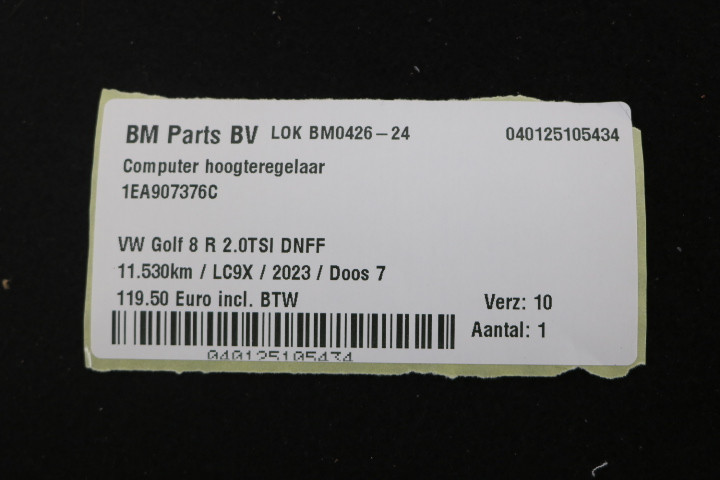 BM Parts BV LOK BM0426-24 040125105434
Computer hoogteregelaar
1EA907376C
VW Golf 8 R 2.0TSI DNFF
11.530km / LC9X / 2023 / Doos 7
119.50 Euro incl. BTW Verz: 10
Aantal: 1
040125105434